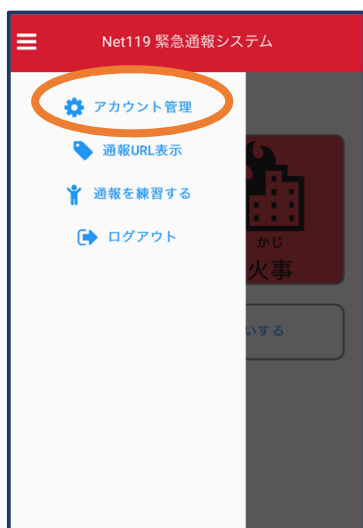 Net119 緊急通報システム
アカウント管理
通報URL表示
通報を練習する
ログアウト
かじ
火事
いする